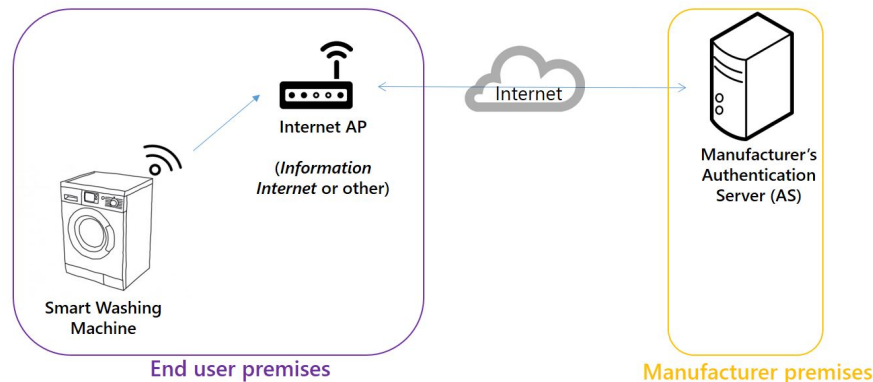 Internet AP
(Information
Internet or other)
Smart Washing
Machine
End user premises
Internet
Manufacturer's
Authentication
Server (AS)
Manufacturer premises